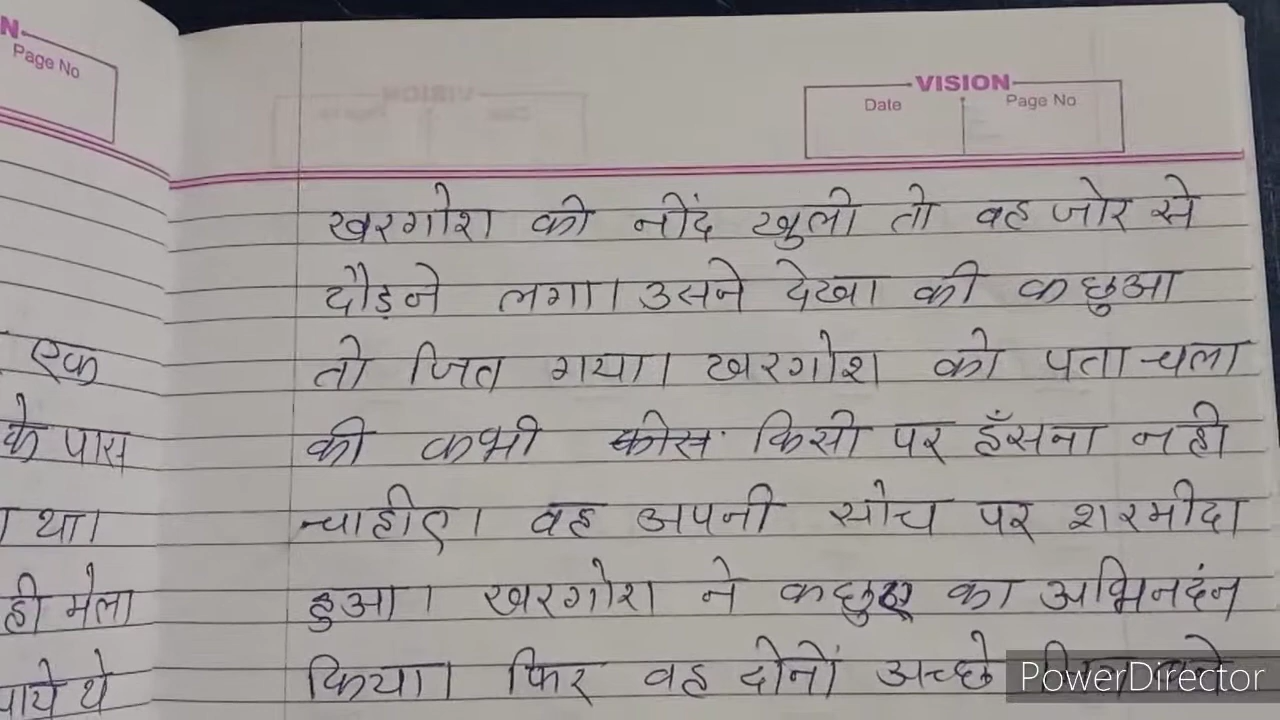 N
Page No
VISION
Date Page No
एक
के पास
था।
ही मेला
पाये थे
खरगोश की नींद खुली तो वह जोर से
दौड़ने लगा। उसने देखा की कछुआ
तो जित गया। खरगोश को पता चला
की कभी किसी पर हँसना नही
चाहीए। वह अपनी सोच पर शरमीदा
हुआ। खरगोश ने कछुए का अभिनदंन
किया। फिर वह दोनों अच्छे
PowerDirector